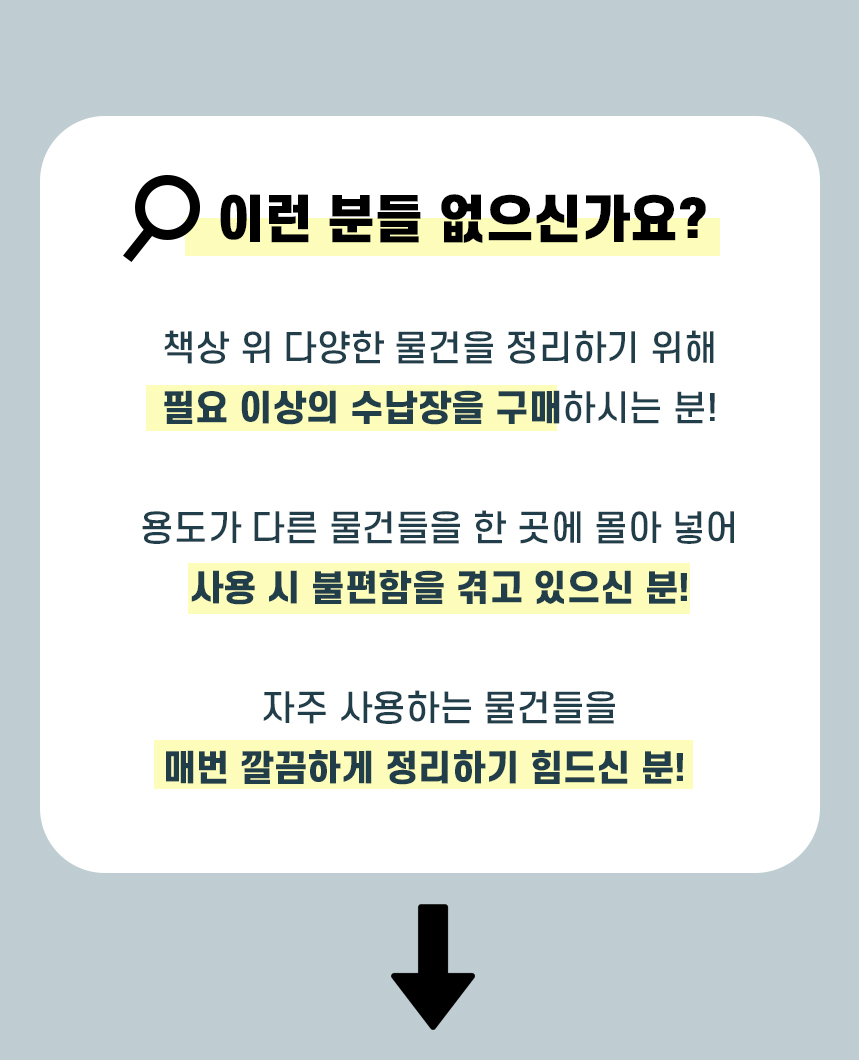 이런 분들 없으신가요?
책상 위 다양한 물건을 정리하기 위해
필요 이상의 수납장을 구매하시는 분!
용도가 다른 물건들을 한 곳에 몰아 넣어
사용 시 불편함을 겪고 있으신 분!
자주 사용하는 물건들을
매번 깔끔하게 정리하기 힘드신 분!